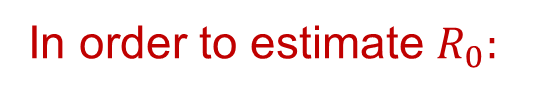 In order to estimate R₀: